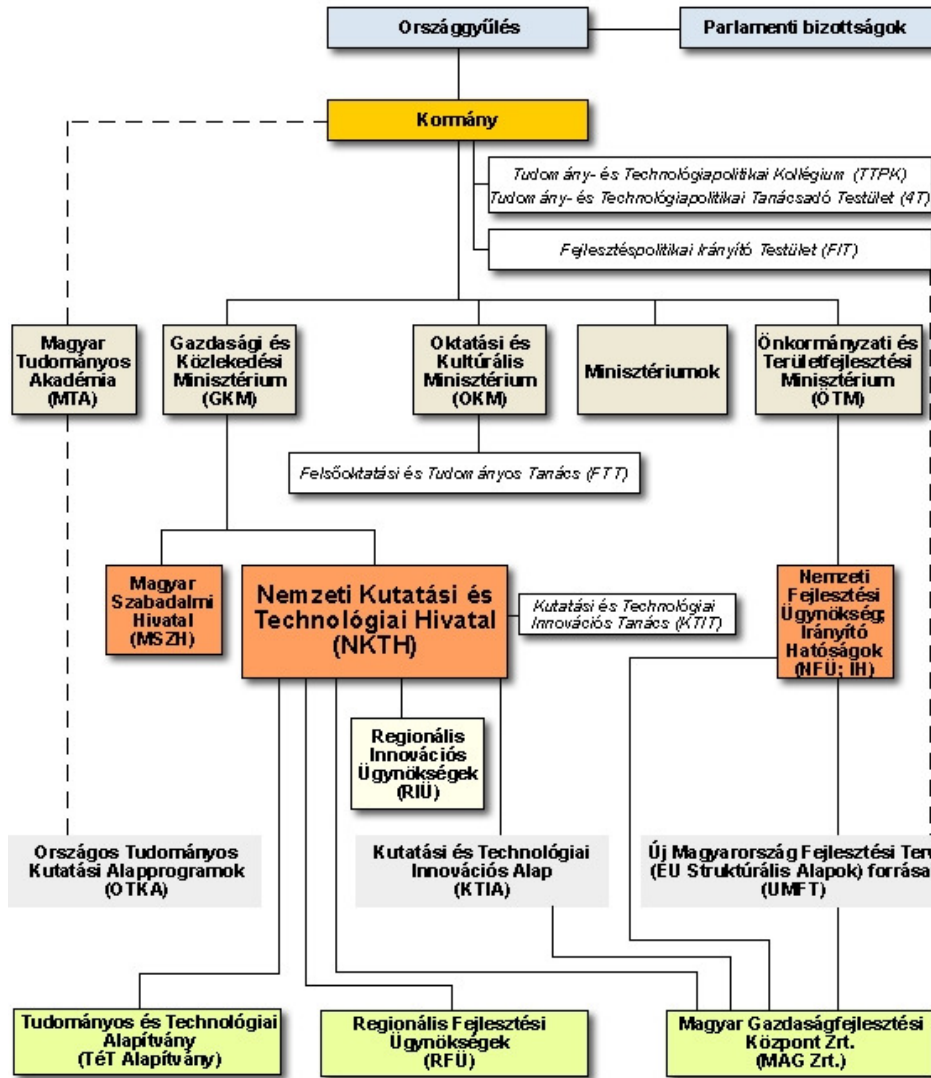 Országgyűlés
Parlamenti bizottságok
Kormány
Tudomány- és Technológiapolitikai Kollégium (TTPK)
Tudomány- és Technológiapolitikai Tanácsadó Testület (4T)
Fejlesztéspolitikai Irányító Testület (FIT)
Magyar
Tudományos
Akadémia
(MTA)
Gazdasági és
Közlekedési
Minisztérium
(GKM)
Oktatási és
Kultúrális
Minisztérium
(OKM)
Minisztériumok
Önkormányzati és
Területfejlesztési
Minisztérium
(ÖTM)
Felsőoktatási és Tudományos Tanács (FTT)
Magyar
Szabadalmi
Hivatal
(MSZH)
Nemzeti Kutatási és
Technológiai Hivatal
(NKTH)
Kutatási és Technológiai
Innovációs Tanács (KTIT)
Nemzeti
Fejlesztési
Ügynökség;
Irányító
Hatóságok
(NFÜ; IH)
Regionális
Innovációs
Ügynökségek
(RIÜ)
Országos Tudományos
Kutatási Alapprogramok
(OTKA)
Kutatási és Technológiai
Innovációs Alap
(KTIA)
Új Magyarország Fejlesztési Terv
(EU Struktúrális Alapok) forrása
(UMFT)
Tudományos és Technológiai
Alapítvány
(TéT Alapítvány)
Regionális Fejlesztési
Ügynökségek
(RFÜ)
Magyar Gazdaságfejlesztési
Központ Zrt.
(MAG Zrt.)